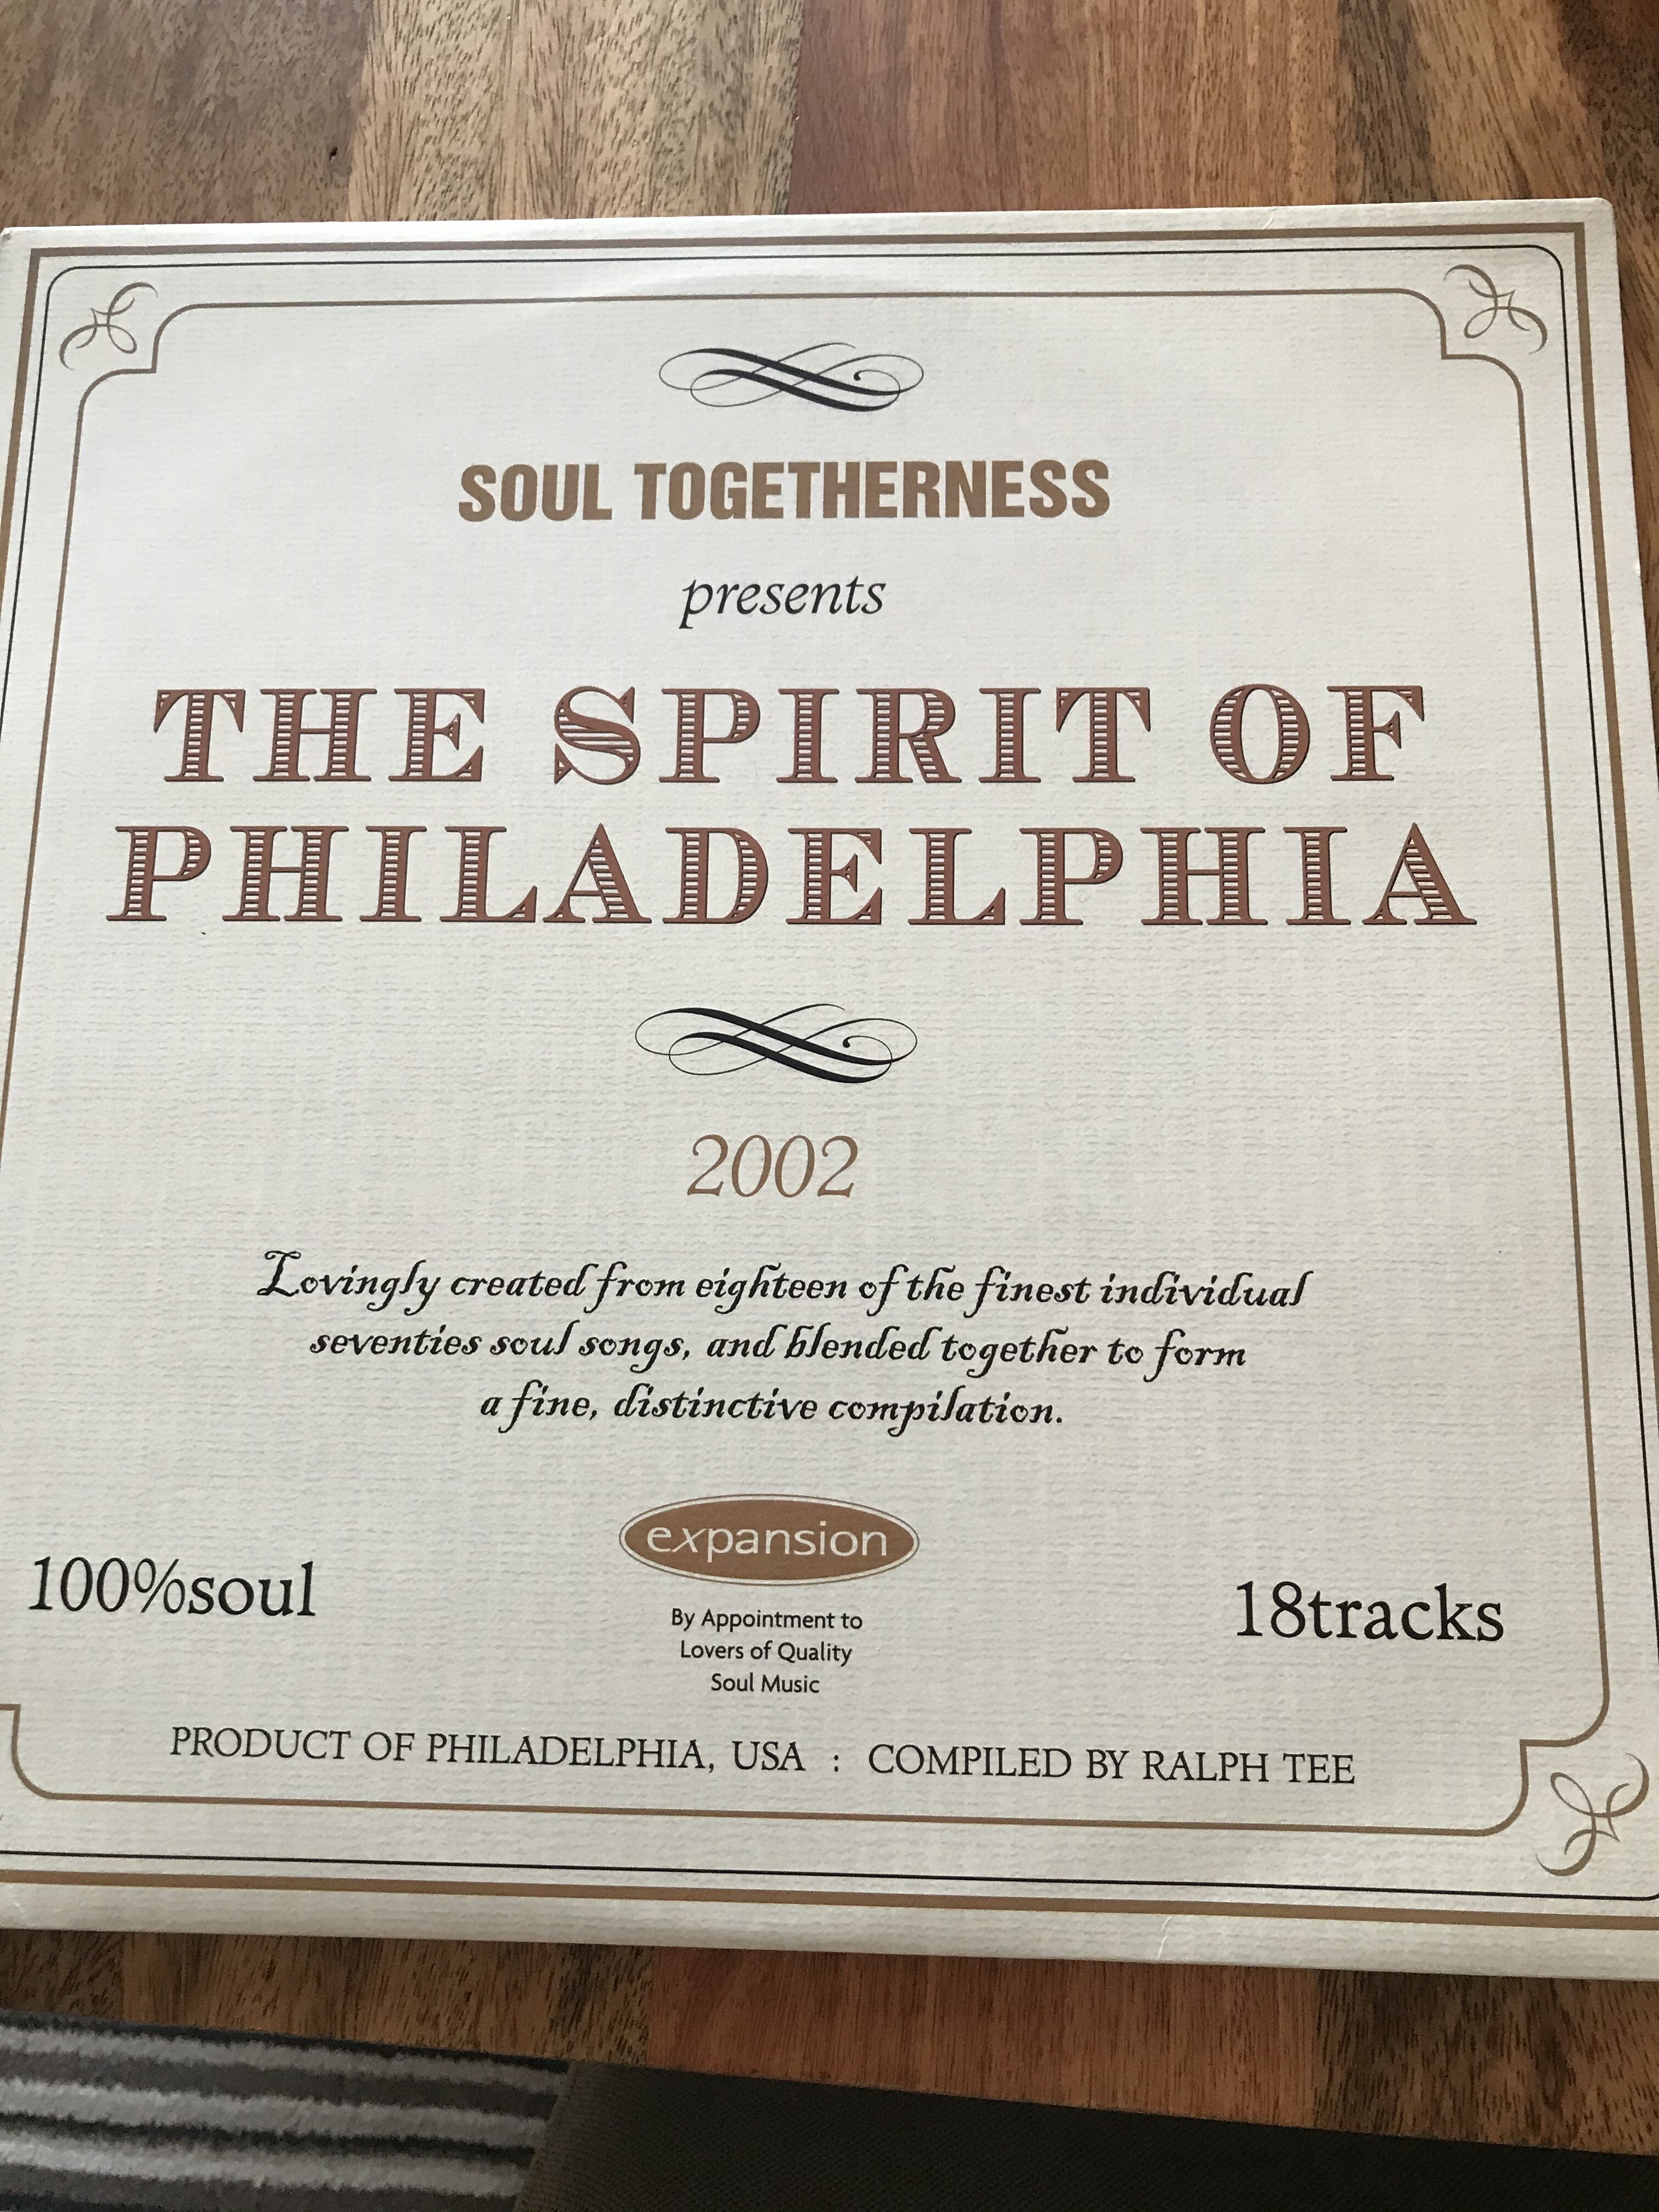 SOUL TOGETHERNESS
presents
THE SPIRIT OF
PHILADELPHIA
2002
Lovingly created from eighteen of the finest individual
seventies soul songs, and blended together to form
a fine, distinctive compilation.
expansion
100%soul
18tracks
By Appointment to
Lovers of Quality
Soul Music
PRODUCT OF PHILADELPHIA, USA : COMPILED BY RALPH TEE